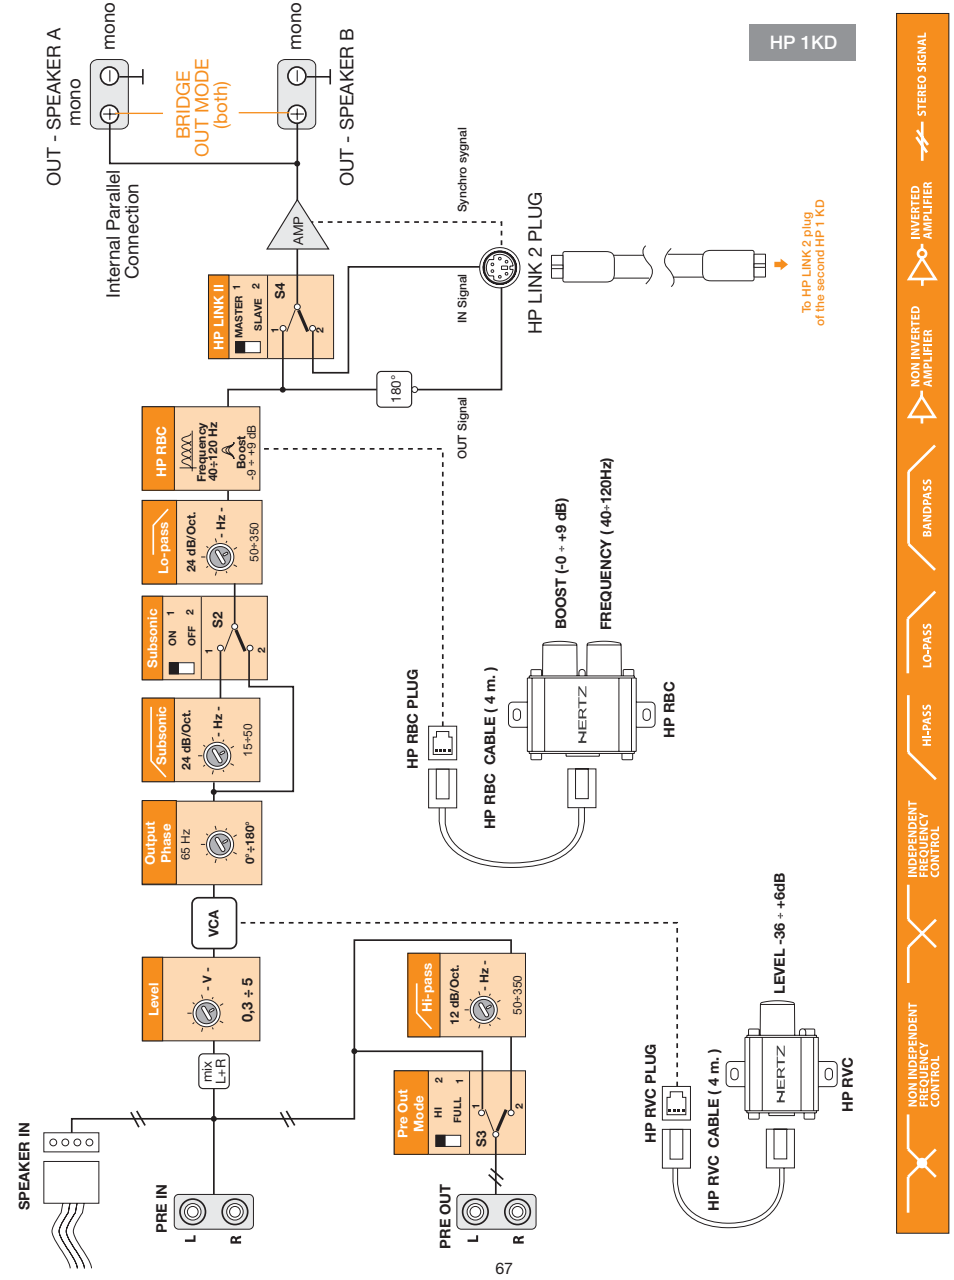 HP 1KD
OUT - SPEAKER A
mono
mono
BRIDGE
OUT MODE
(both)
mono
OUT - SPEAKER B
Internal Parallel
Connection
AMP
Synchro sygnal
HP LINK II
MASTER 1
SLAVE 2
S4
1
2
IN Signal
HP LINK 2 PLUG
To HP LINK 2 plug
of the second HP 1 KD
180°
OUT Signal
HP RBC
Frequency
40÷120 Hz
Boost
-9 ÷ +9 dB
Lo-pass
24 dB/Oct.
- Hz -
50÷350
Subsonic
ON 1
OFF 2
S2
1
2
Subsonic
24 dB/Oct.
- Hz -
15÷50
Output
Phase
65 Hz
0°÷180°
VCA
Level
- V -
0,3 ÷ 5
mix
L+R
SPEAKER IN
PRE IN
L
R
PRE OUT
L
R
Pre Out
Mode
HI 2
FULL 1
S3
1
2
Hi-pass
12 dB/Oct.
- Hz -
50÷350
HP RBC PLUG
HP RBC CABLE ( 4 m. )
BOOST (-0 ÷ +9 dB)
FREQUENCY ( 40÷120Hz)
HERTZ
HP RBC
HP RVC PLUG
HP RVC CABLE ( 4 m. )
LEVEL -36 ÷ +6dB
HERTZ
HP RVC
NON INDEPENDENT
FREQUENCY
CONTROL
INDEPENDENT
FREQUENCY
CONTROL
HI-PASS
LO-PASS
BANDPASS
NON INVERTED
AMPLIFIER
INVERTED
AMPLIFIER
STEREO SIGNAL
67